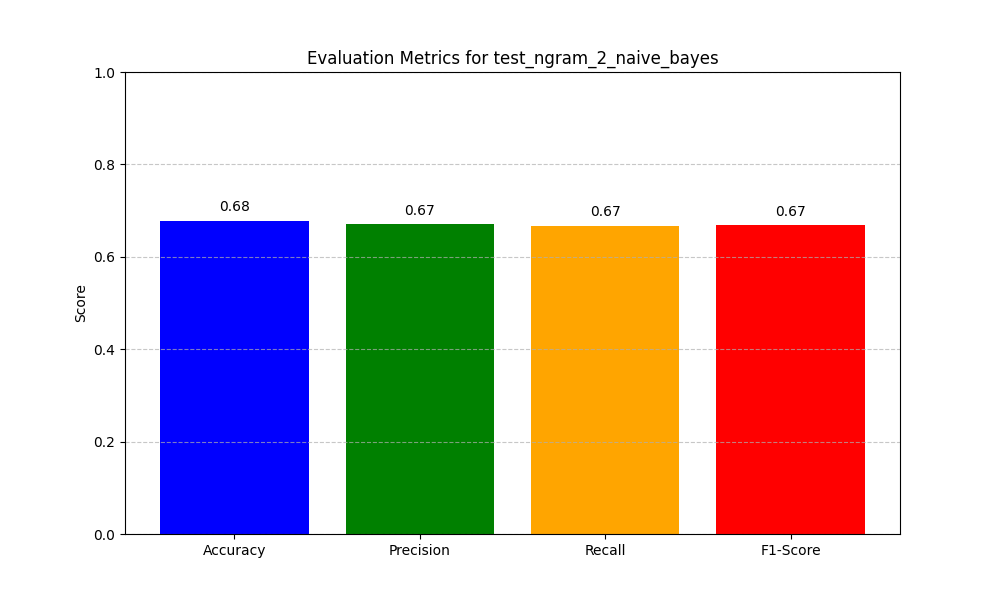 Evaluation Metrics for test_ngram_2_naive_bayes
1.0
0.8
0.6
0.4
0.2
0.0
Score
0.68
0.67
0.67
0.67
Accuracy
Precision
Recall
F1-Score